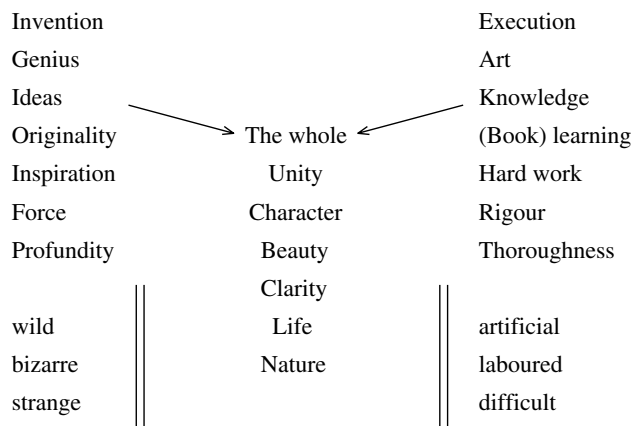 Invention
Genius
Ideas
Originality
Inspiration
Force
Profundity
wild
bizarre
strange
The whole
Unity
Character
Beauty
Clarity
Life
Nature
Execution
Art
Knowledge
(Book) learning
Hard work
Rigour
Thoroughness
artificial
laboured
difficult